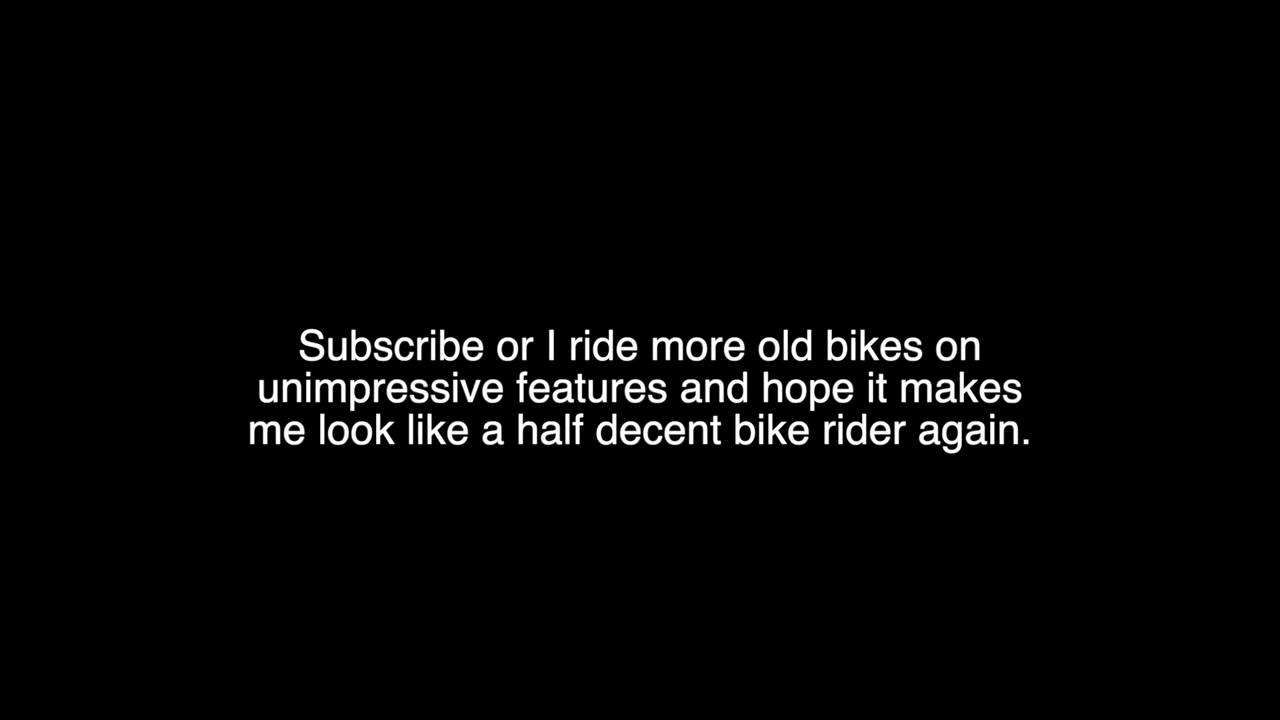 Subscribe or I ride more old bikes on
unimpressive features and hope it makes
me look like a half decent bike rider again.